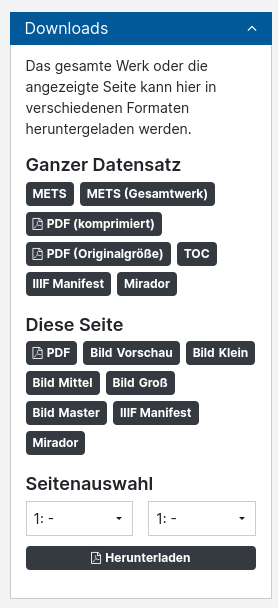 Downloads
Das gesamte Werk oder die
angezeigte Seite kann hier in
verschiedenen Formaten
heruntergeladen werden.
Ganzer Datensatz
METS METS (Gesamtwerk)
PDF (komprimiert)
PDF (Originalgröße) TOC
IIIF Manifest Mirador
Diese Seite
PDF Bild Vorschau Bild Klein
Bild Mittel Bild Groß
Bild Master IIIF Manifest
Mirador
Seitenauswahl
1: - 1: -
Herunterladen